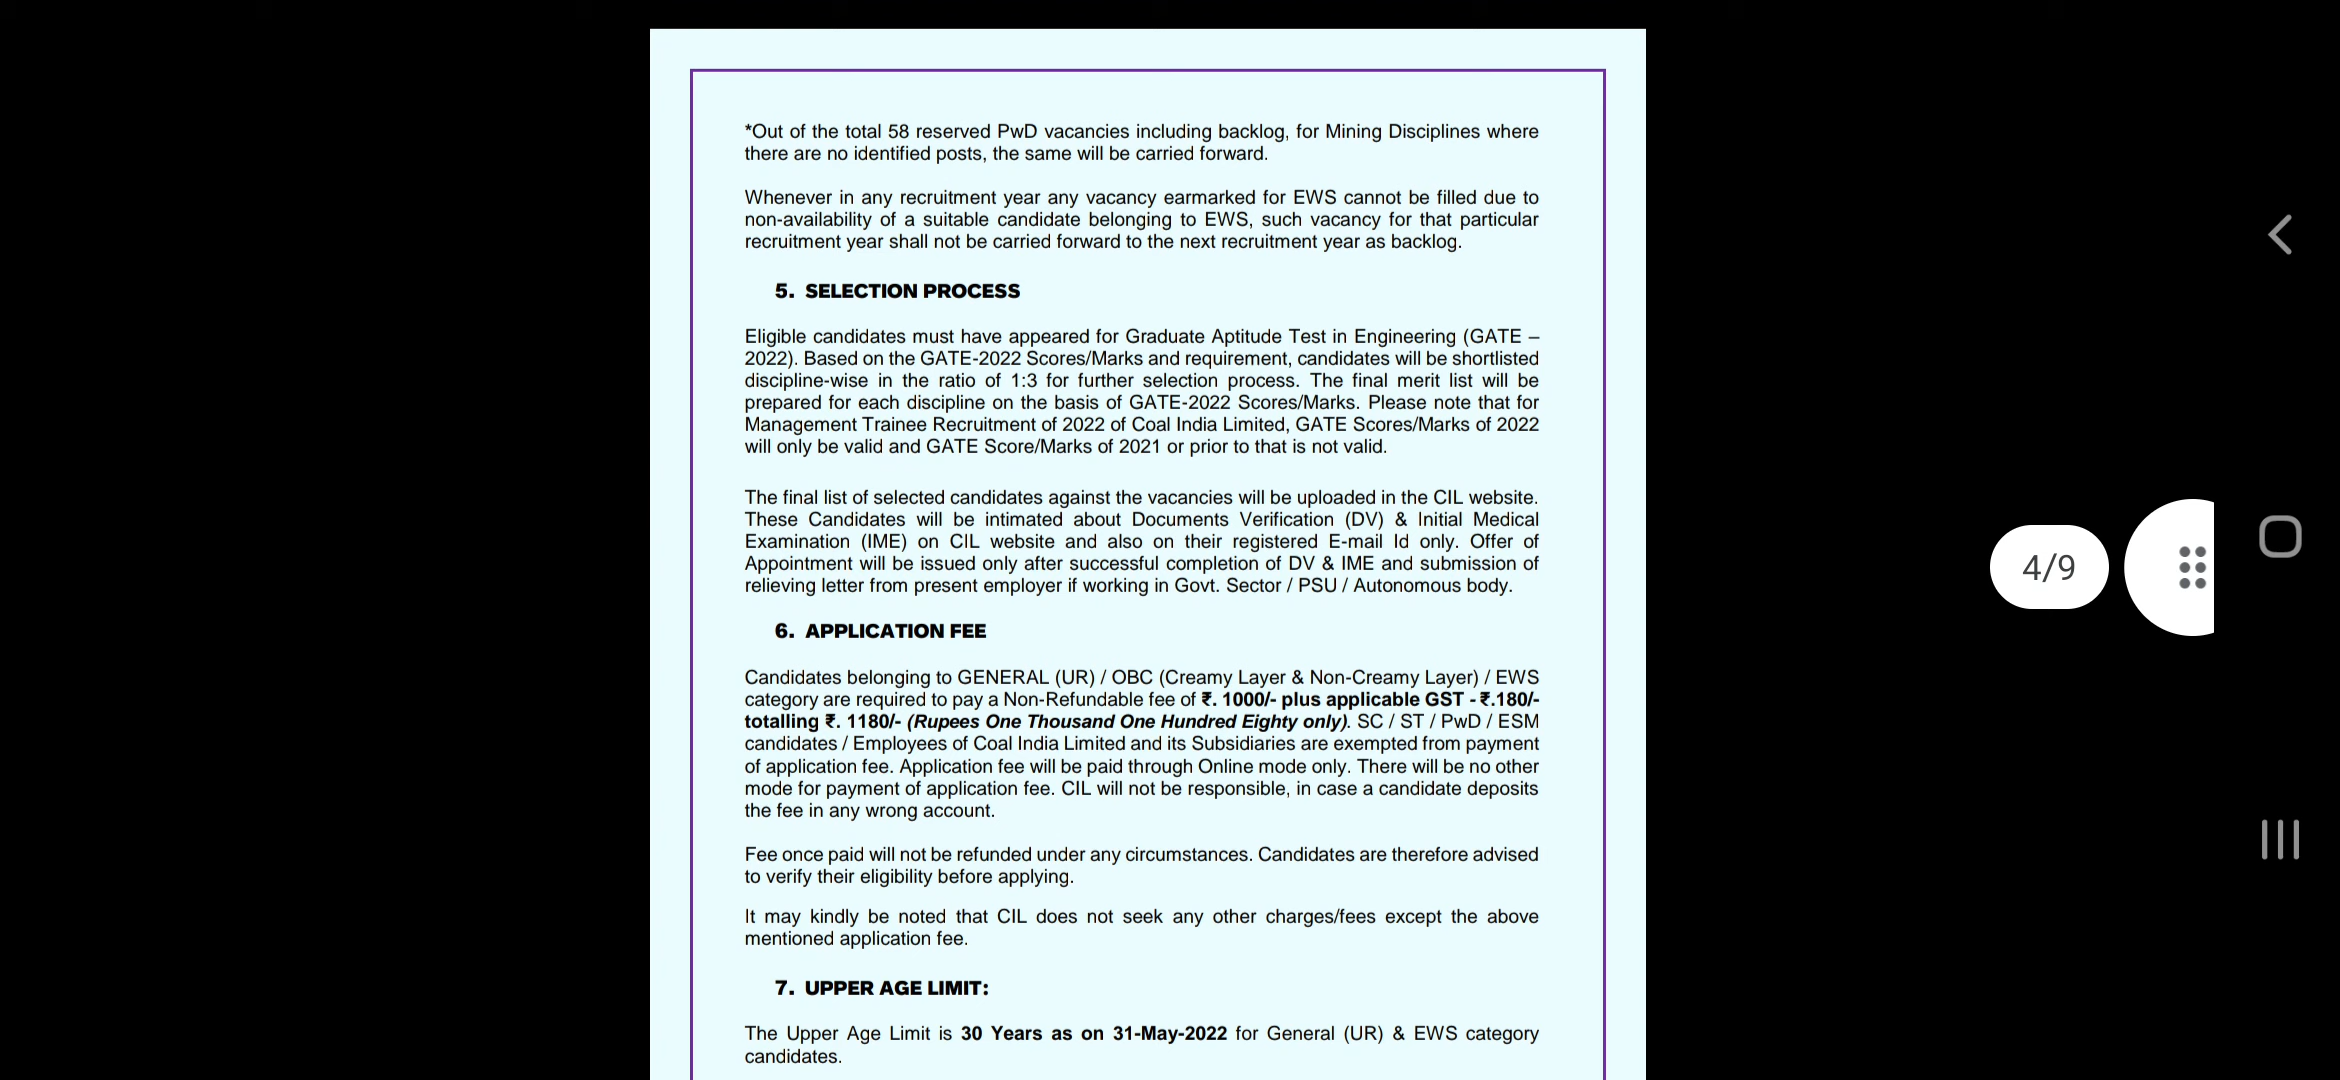 *Out of the total 58 reserved PwD vacancies including backlog, for Mining Disciplines where
there are no identified posts, the same will be carried forward.
Whenever in any recruitment year any vacancy earmarked for EWS cannot be filled due to
non-availability of a suitable candidate belonging to EWS, such vacancy for that particular
recruitment year shall not be carried forward to the next recruitment year as backlog.
5. SELECTION PROCESS
Eligible candidates must have appeared for Graduate Aptitude Test in Engineering (GATE –
2022). Based on the GATE-2022 Scores/Marks and requirement, candidates will be shortlisted
discipline-wise in the ratio of 1:3 for further selection process. The final merit list will be
prepared for each discipline on the basis of GATE-2022 Scores/Marks. Please note that for
Management Trainee Recruitment of 2022 of Coal India Limited, GATE Scores/Marks of 2022
will only be valid and GATE Score/Marks of 2021 or prior to that is not valid.
The final list of selected candidates against the vacancies will be uploaded in the CIL website.
These Candidates will be intimated about Documents Verification (DV) & Initial Medical
Examination (IME) on CIL website and also on their registered E-mail Id only. Offer of
Appointment will be issued only after successful completion of DV & IME and submission of
relieving letter from present employer if working in Govt. Sector / PSU / Autonomous body.
4/9
6. APPLICATION FEE
Candidates belonging to GENERAL (UR) / OBC (Creamy Layer & Non-Creamy Layer) / EWS
category are required to pay a Non-Refundable fee of ₹. 1000/- plus applicable GST - ₹.180/-
totalling ₹. 1180/- (Rupees One Thousand One Hundred Eighty only). SC / ST / PwD / ESM
candidates / Employees of Coal India Limited and its Subsidiaries are exempted from payment
of application fee. Application fee will be paid through Online mode only. There will be no other
mode for payment of application fee. CIL will not be responsible, in case a candidate deposits
the fee in any wrong account.
Fee once paid will not be refunded under any circumstances. Candidates are therefore advised
to verify their eligibility before applying.
It may kindly be noted that CIL does not seek any other charges/fees except the above
mentioned application fee.
7. UPPER AGE LIMIT:
The Upper Age Limit is 30 Years as on 31-May-2022 for General (UR) & EWS category
candidates.